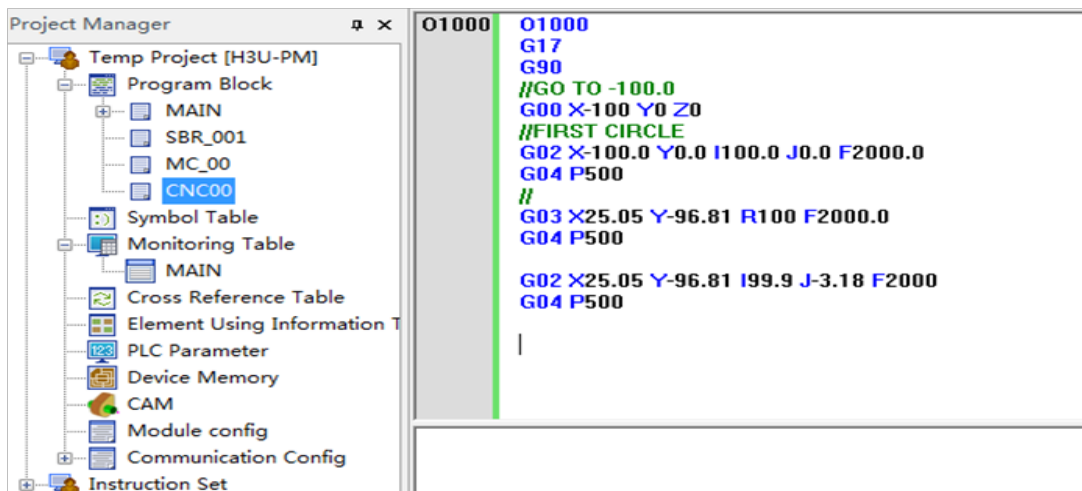 Project Manager
Temp Project [H3U-PM]
Program Block
MAIN
SBR_001
MC_00
CNC00
Symbol Table
Monitoring Table
MAIN
Cross Reference Table
Element Using Information T
PLC Parameter
Device Memory
CAM
Module config
Communication Config
Instruction Set
O1000
O1000
G17
G90
//GO TO -100.0
G00 X-100 Y0 Z0
//FIRST CIRCLE
G02 X-100.0 Y0.0 I100.0 J0.0 F2000.0
G04 P500
//
G03 X25.05 Y-96.81 R100 F2000.0
G04 P500
G02 X25.05 Y-96.81 I99.9 J-3.18 F2000
G04 P500